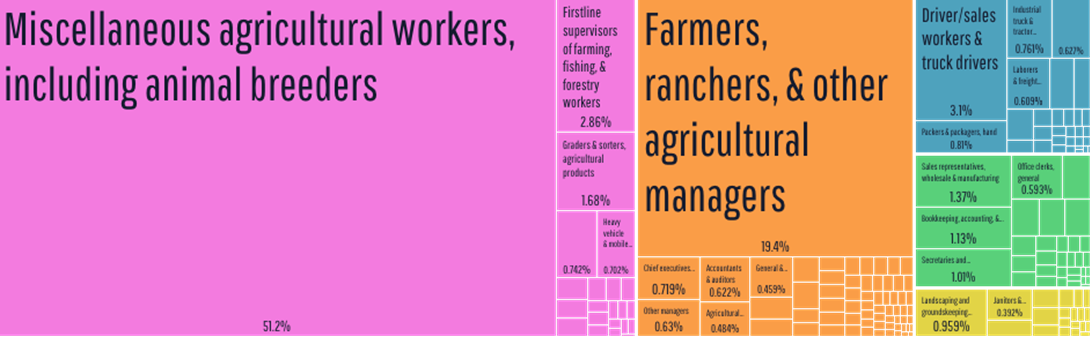 Miscellaneous agricultural workers,
including animal breeders
51.2%
Firstline
supervisors
of farming,
fishing, &
forestry
workers
2.86%
Graders & sorters,
agricultural
products
1.68%
0.742%
Heavy
vehicle
& mobile...
0.702%
Farmers,
ranchers, & other
agricultural
managers
19.4%
Chief executives...
0.719%
Other managers
0.63%
Accountants
& auditors
0.622%
Agricultural...
0.484%
General &...
0.459%
Driver/sales
workers &
truck drivers
3.1%
Packers & packagers, hand
0.81%
Industrial
truck &
tractor...
0.761%
0.627%
Laborers
& freight...
0.609%
Sales representatives,
wholesale & manufacturing
1.37%
Bookkeeping, accounting, &...
1.13%
Secretaries and...
1.01%
Office clerks,
general
0.593%
Landscaping and
groundskeeping...
0.959%
Janitors &...
0.392%